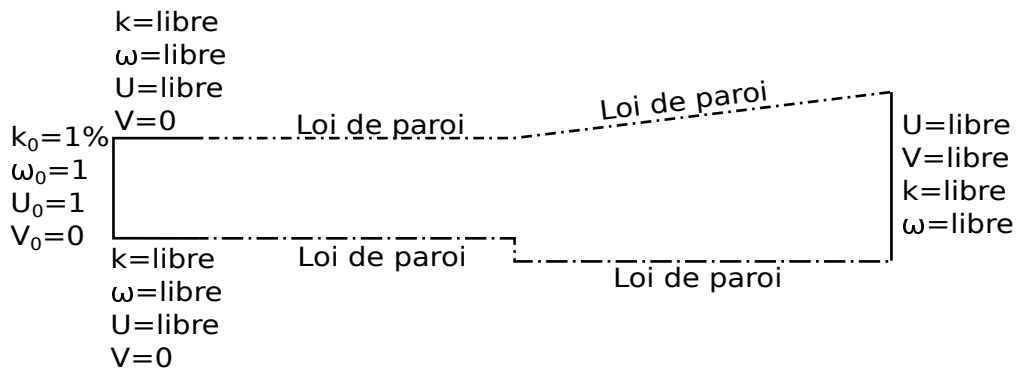 k=libre
ω=libre
U=libre
V=0
k₀=1%
ω₀=1
U₀=1
V₀=0
Loi de paroi
Loi de paroi
U=libre
V=libre
k=libre
ω=libre
Loi de paroi
Loi de paroi
k=libre
ω=libre
U=libre
V=0